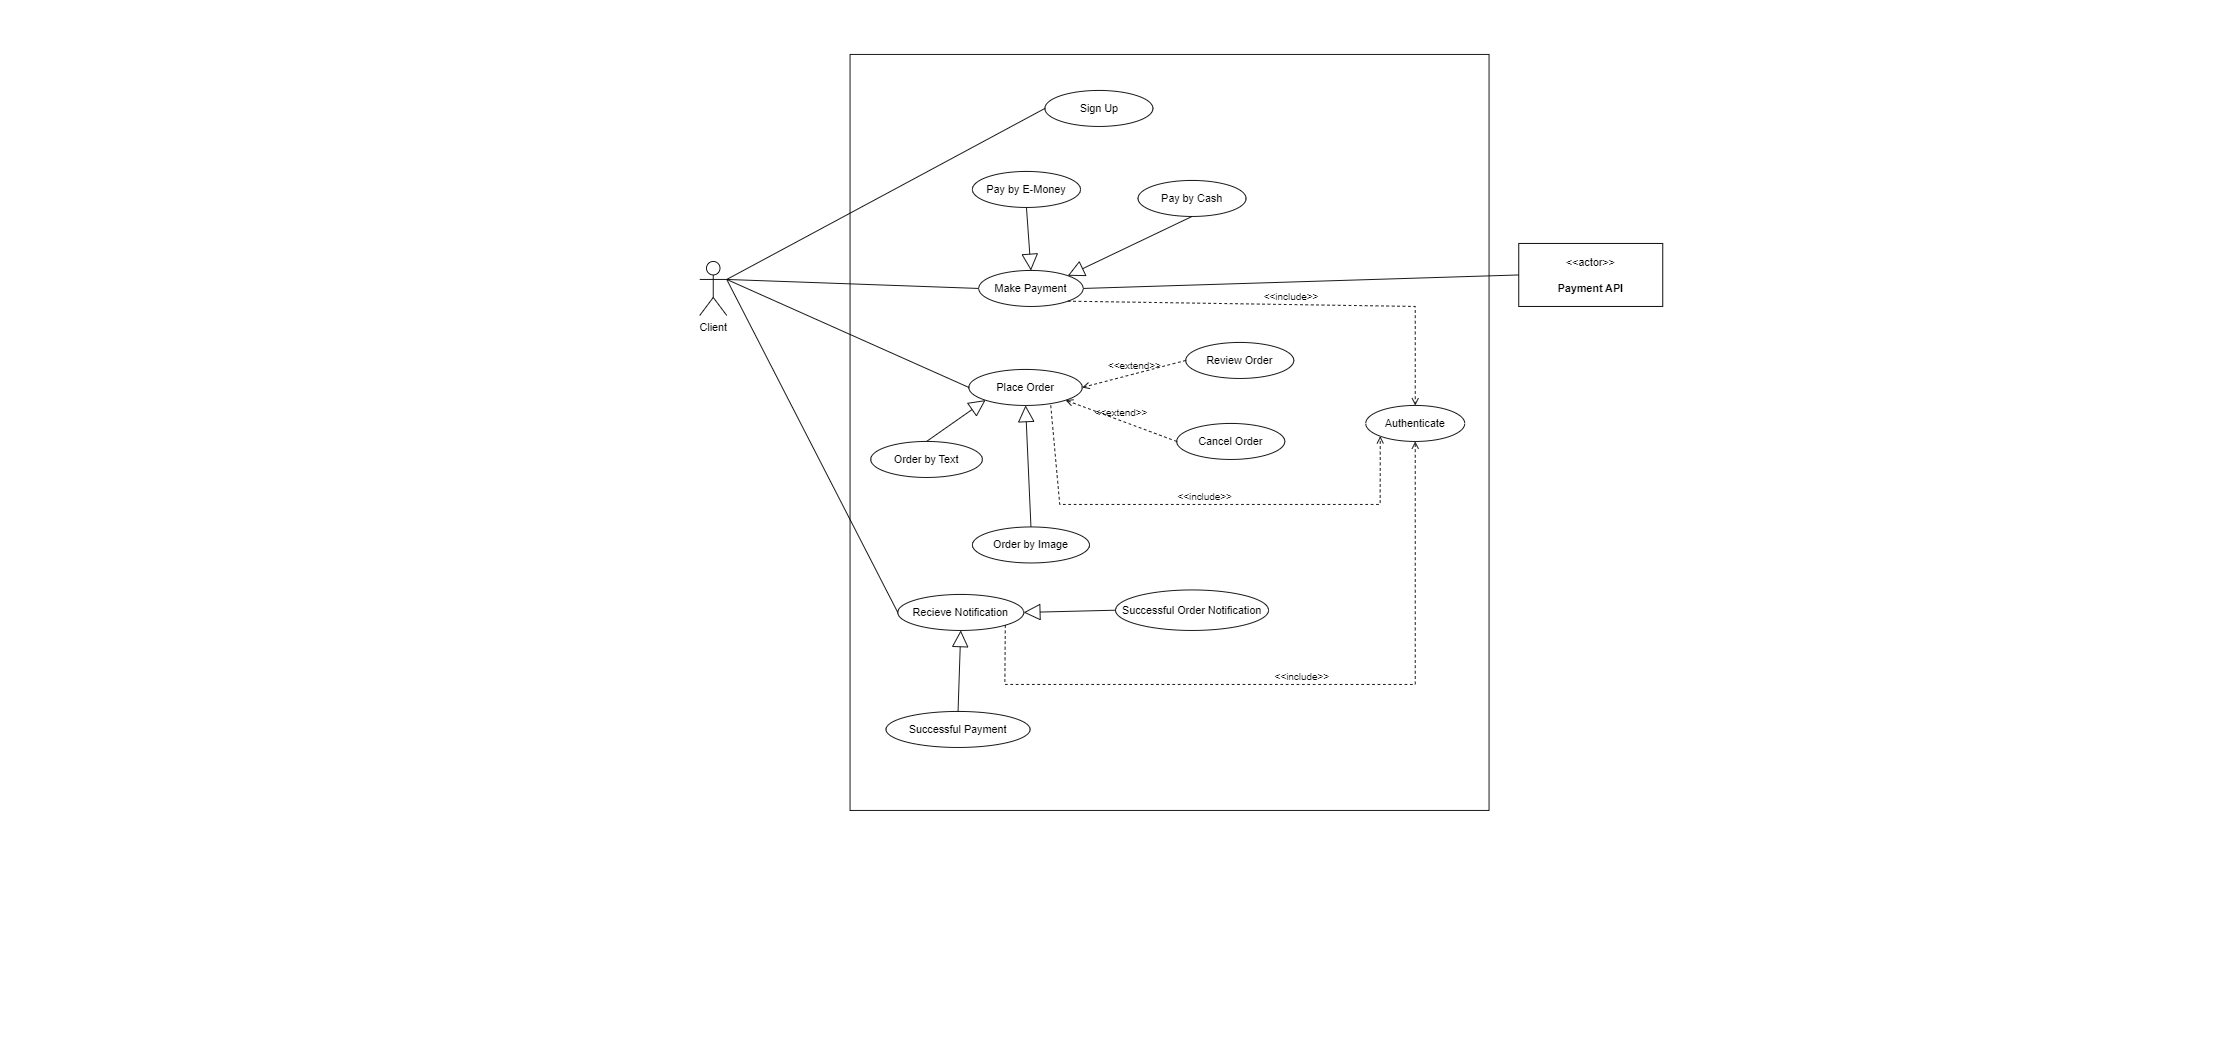 Sign Up
Pay by E-Money
Pay by Cash
<<actor>>
Payment API
Make Payment
<<include>>
Client
Review Order
<<extend>>
Place Order
<<extend>>
Authenticate
Cancel Order
Order by Text
<<include>>
Order by Image
Recieve Notification
Successful Order Notification
<<include>>
Successful Payment